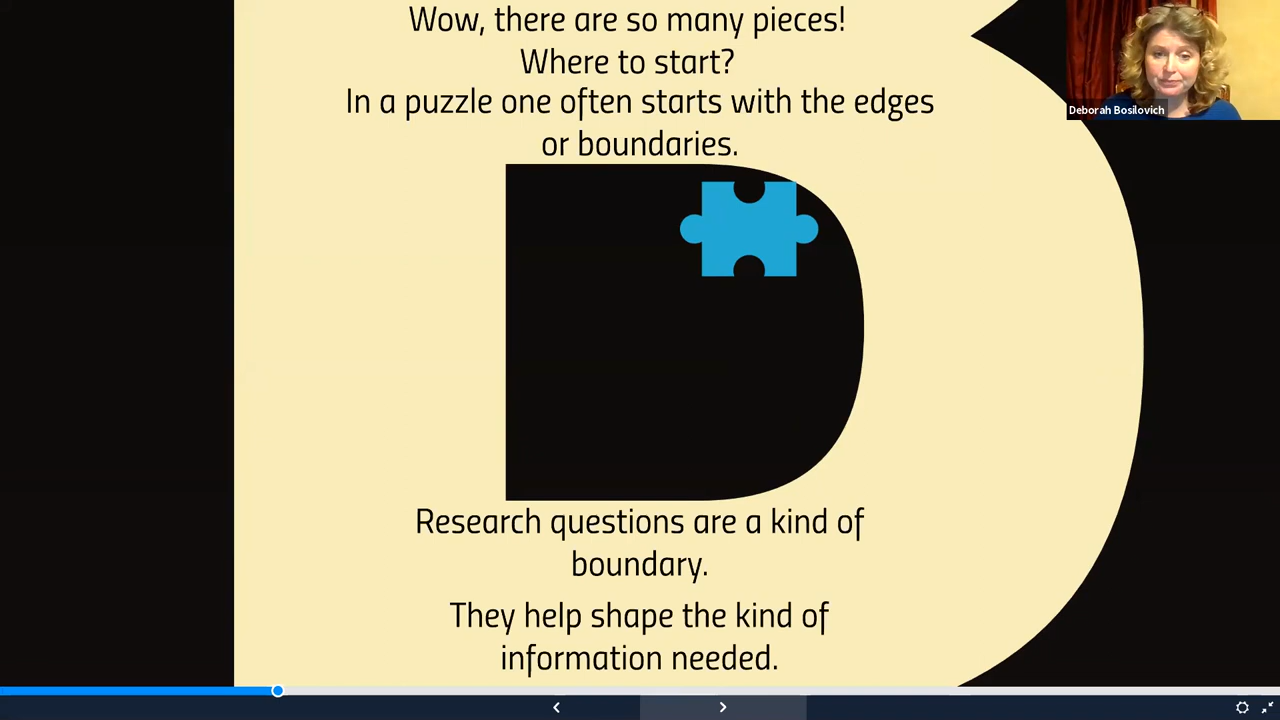 Wow, there are so many pieces!
Where to start?
In a puzzle one often starts with the edges
or boundaries.
Deborah Bosilovich
Research questions are a kind of
boundary.
They help shape the kind of
information needed.